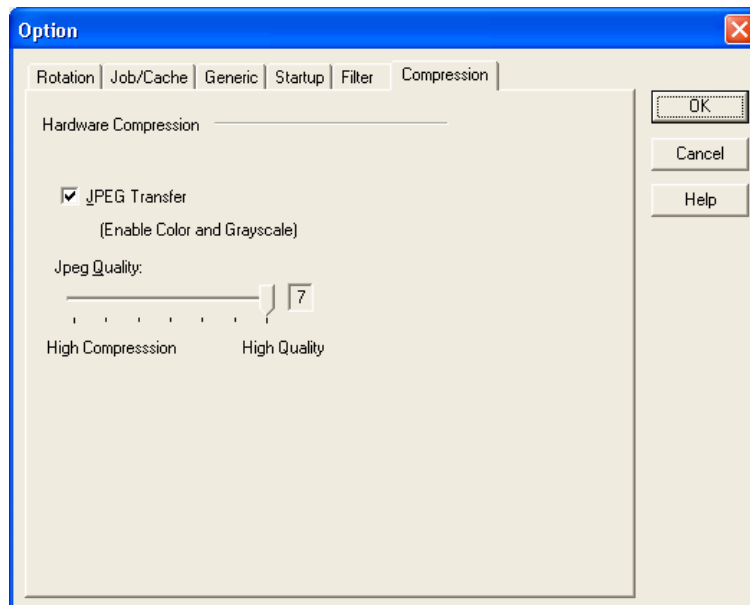 Option
Rotation Job/Cache Generic Startup Filter Compression
OK
Hardware Compression
Cancel
JPEG Transfer
Help
(Enable Color and Grayscale)
Jpeg Quality:
7
High Compresssion High Quality